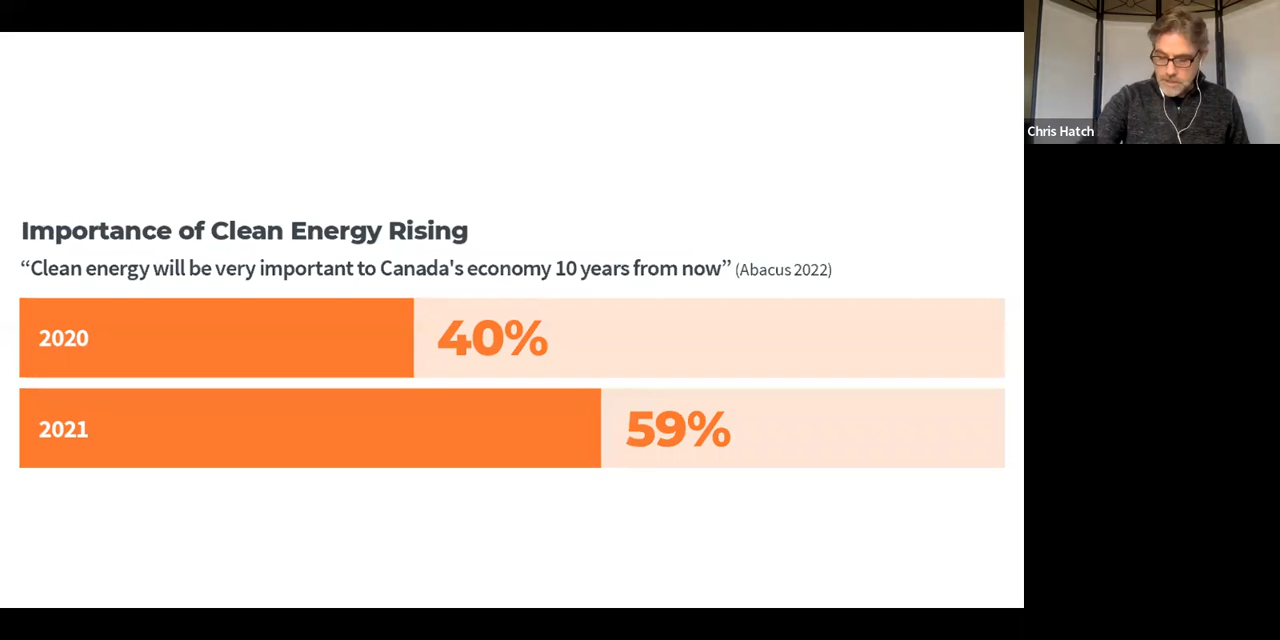 Importance of Clean Energy Rising
“Clean energy will be very important to Canada's economy 10 years from now” (Abacus 2022)
2020 40%
2021 59%
Chris Hatch